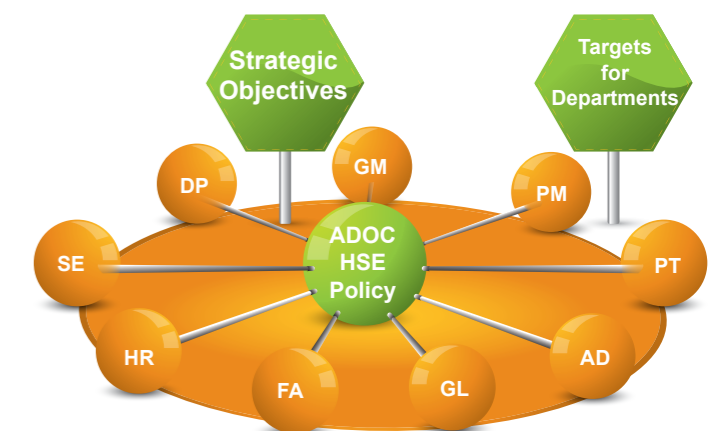 Strategic
Objectives
Targets
for
Departments
GM
DP
PM
ADOC
HSE
Policy
SE
PT
HR
AD
FA
GL